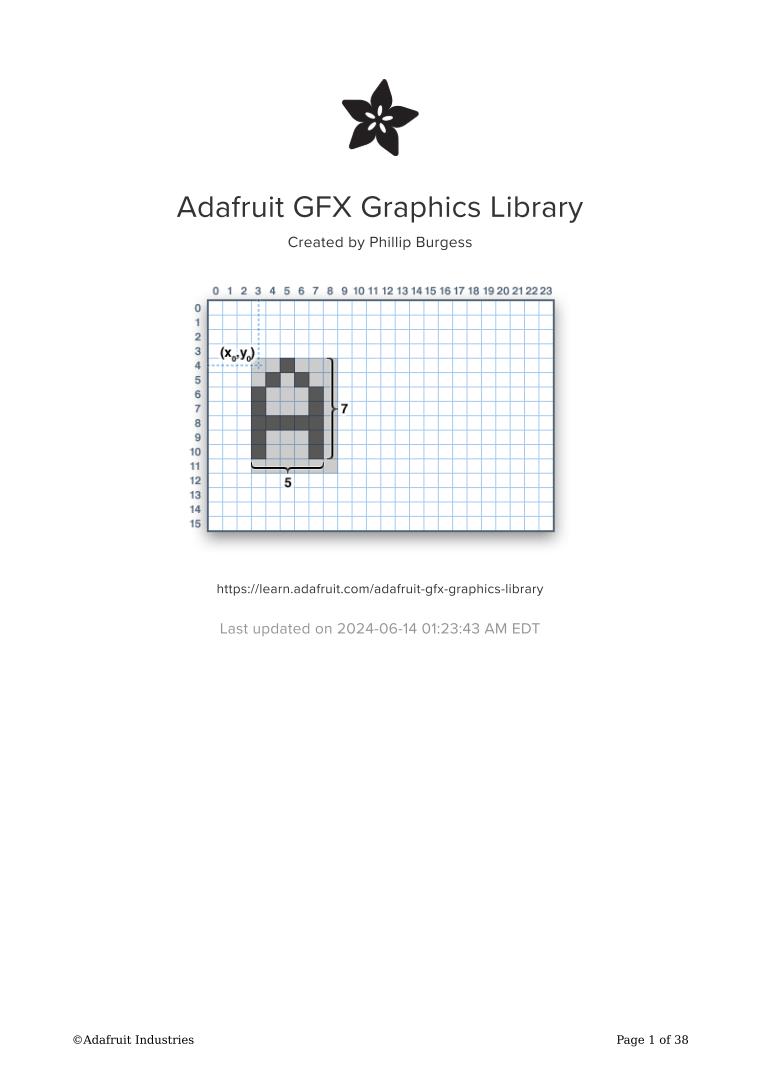 Adafruit GFX Graphics Library
Created by Phillip Burgess
0 1 2 3 4 5 6 7 8 9 10 11 12 13 14 15 16 17 18 19 20 21 22 23
0
1
2
3
(x0,y0)
4
5
6
7
7
8
9
10
11
5
12
13
14
15
https://learn.adafruit.com/adafruit-gfx-graphics-library
Last updated on 2024-06-14 01:23:43 AM EDT
©Adafruit Industries
Page 1 of 38